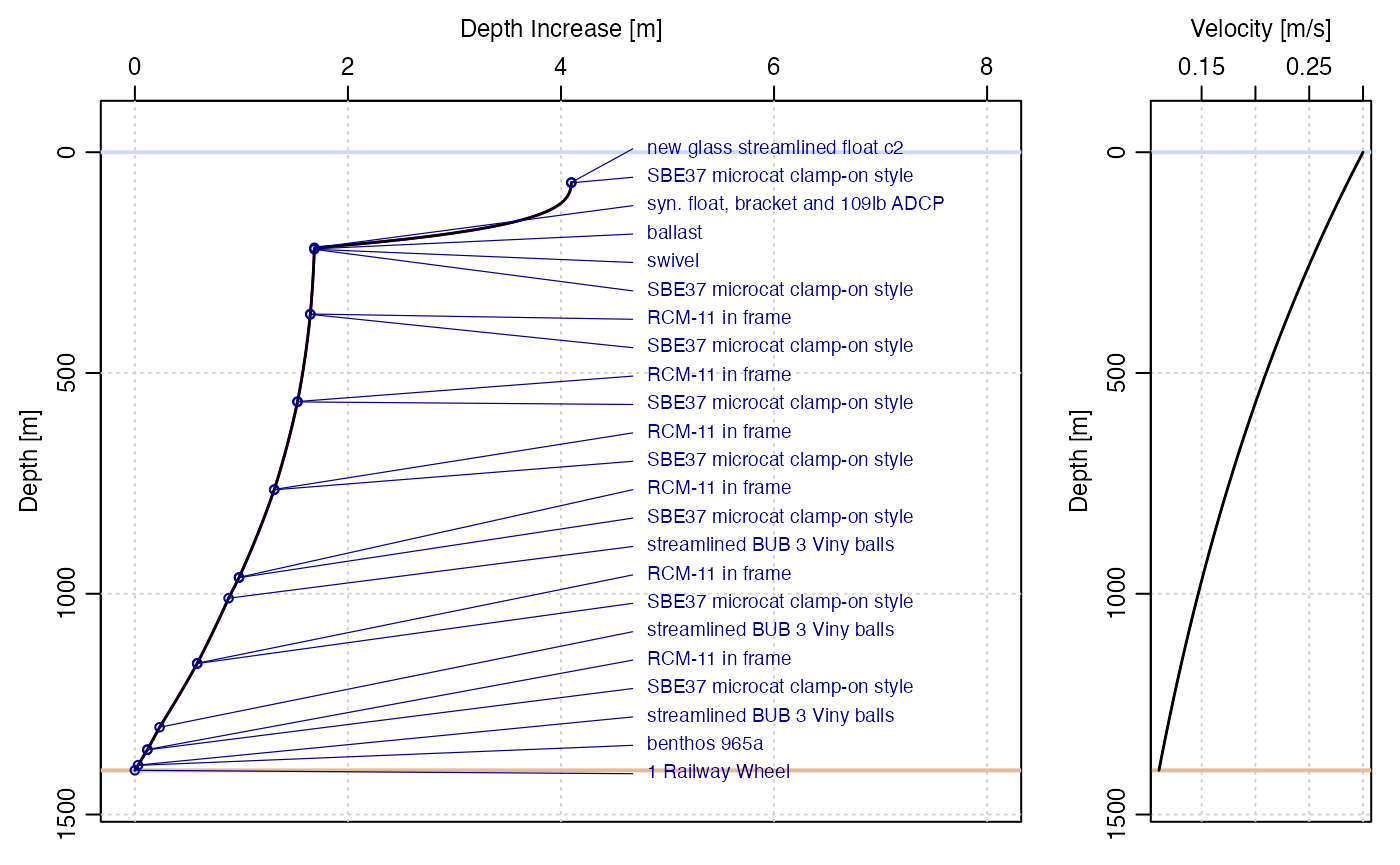 Depth Increase [m]
0 2 4 6 8
Depth [m]
0
500
1000
1500
new glass streamlined float c2
SBE37 microcat clamp-on style
syn. float, bracket and 109lb ADCP
ballast
swivel
SBE37 microcat clamp-on style
RCM-11 in frame
SBE37 microcat clamp-on style
RCM-11 in frame
SBE37 microcat clamp-on style
RCM-11 in frame
SBE37 microcat clamp-on style
RCM-11 in frame
SBE37 microcat clamp-on style
streamlined BUB 3 Viny balls
RCM-11 in frame
SBE37 microcat clamp-on style
streamlined BUB 3 Viny balls
RCM-11 in frame
SBE37 microcat clamp-on style
streamlined BUB 3 Viny balls
benthos 965a
1 Railway Wheel
Velocity [m/s]
0.15 0.25
Depth [m]
0
500
1000
1500